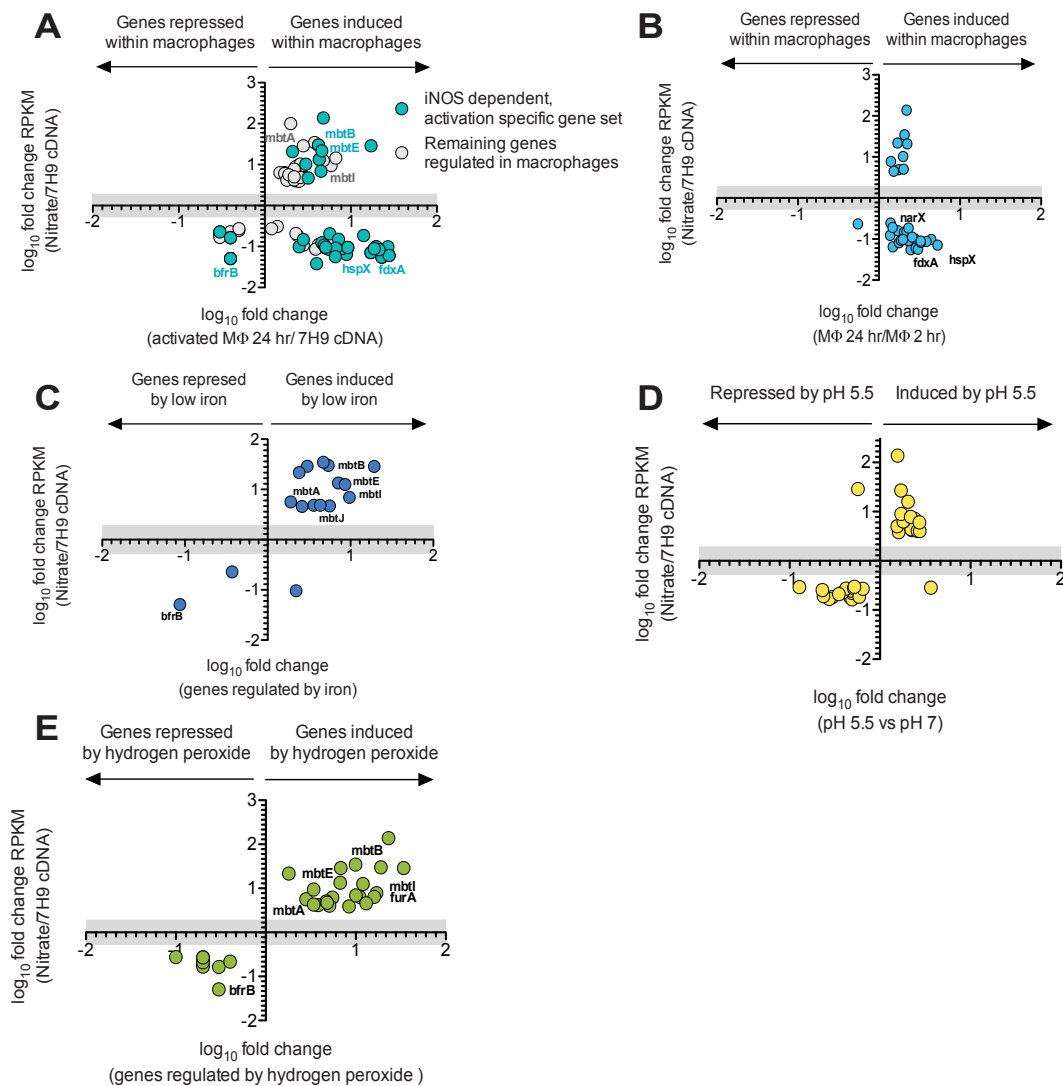 A
Genes repressed
within macrophages
Genes induced
within macrophages
log10 fold change RPKM
(Nitrate/7H9 cDNA)
3
2
1
-1
-2
-2
-1
1
2
mbtA
mbtB
mbtE
mbtI
bfrB
hspX
fdxA
iNOS dependent,
activation specific gene set
Remaining genes
regulated in macrophages
log10 fold change
(activated MΦ 24 hr/ 7H9 cDNA)
B
Genes repressed
within macrophages
Genes induced
within macrophages
log10 fold change RPKM
(Nitrate/7H9 cDNA)
3
2
1
-1
-2
-2
-1
1
2
narX
hspX
fdxA
log10 fold change
(MΦ 24 hr/MΦ 2 hr)
C
Genes represed
by low iron
Genes induced
by low iron
log10 fold change RPKM
(Nitrate/7H9 cDNA)
2
1
-1
-2
-2
-1
1
2
mbtB
mbtE
mbtA
mbtI
mbtJ
bfrB
log10 fold change
(genes regulated by iron)
D
Repressed by pH 5.5
Induced by pH 5.5
log10 fold change RPKM
(Nitrate/7H9 cDNA)
2
1
-1
-2
-2
-1
1
2
log10 fold change
(pH 5.5 vs pH 7)
E
Genes repressed
by hydrogen peroxide
Genes induced
by hydrogen peroxide
log10 fold change RPKM
(Nitrate/7H9 cDNA)
3
2
1
-1
-2
-2
-1
1
2
mbtB
mbtE
mbtI
furA
mbtA
bfrB
log10 fold change
(genes regulated by hydrogen peroxide )